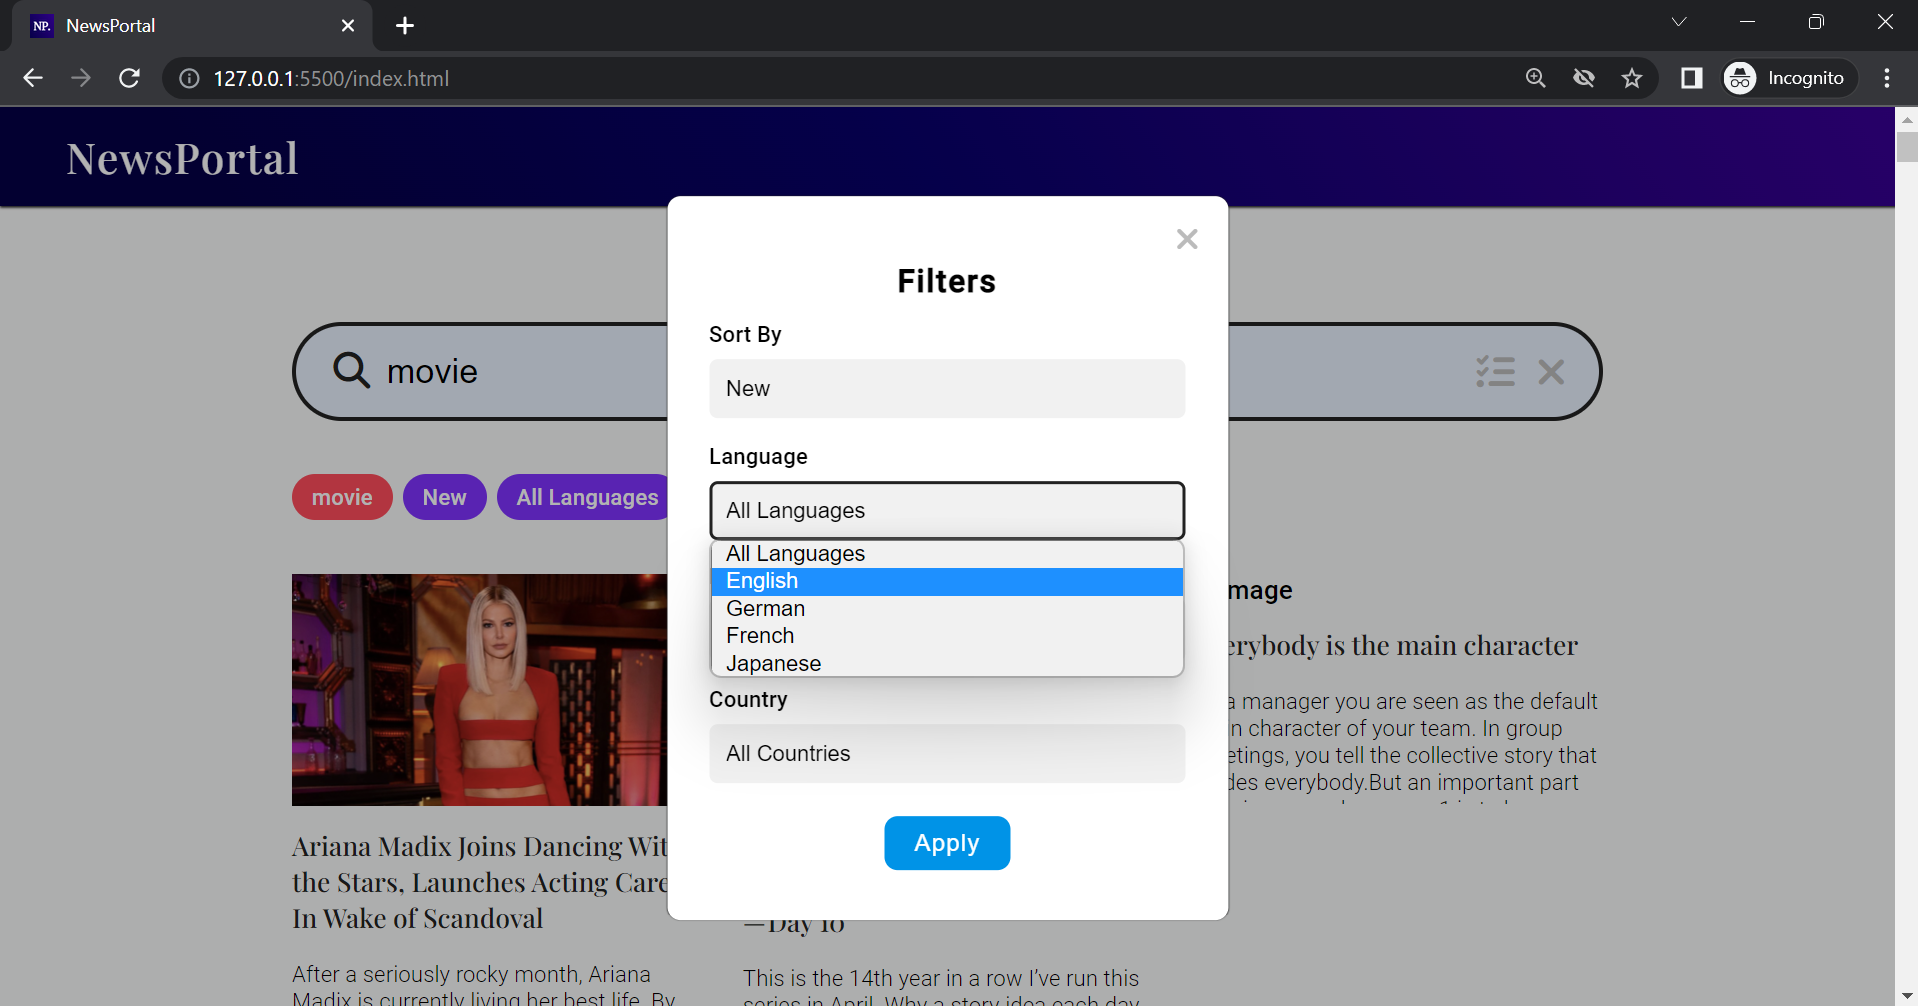 NP. NewsPortal
127.0.0.1:5500/index.html
Incognito
NewsPortal
movie
movie
New
All Languages
Filters
Sort By
New
Language
All Languages
All Languages
English
German
French
Japanese
Country
All Countries
Apply
Ariana Madix Joins Dancing Wit
the Stars, Launches Acting Care
In Wake of Scandoval
After a seriously rocky month, Ariana
Madix is currently living her best life. By
—Day 10
This is the 14th year in a row I've run this
series in April. Why a story idea each day
mage
erybody is the main character
a manager you are seen as the default
n character of your team. In group
etings, you tell the collective story that
des everybody.But an important part